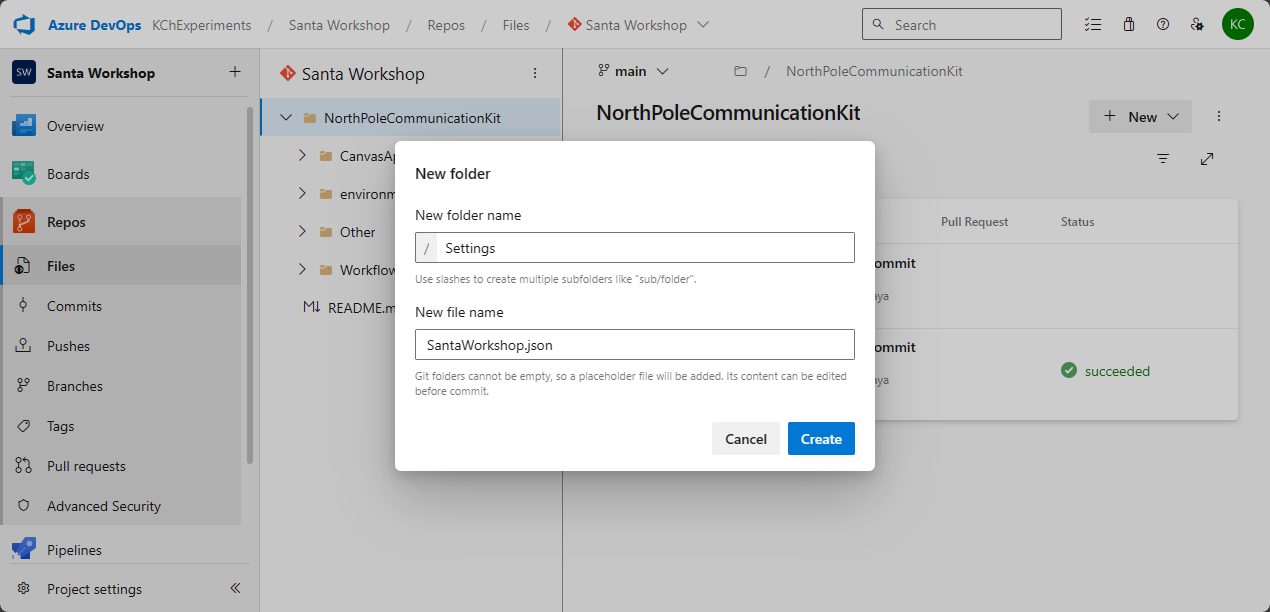 Azure DevOps KChExperiments / Santa Workshop / Repos / Files / Santa Workshop
Search
KC
SW Santa Workshop
Overview
Boards
Repos
Files
Commits
Pushes
Branches
Tags
Pull requests
Advanced Security
Pipelines
Project settings
Santa Workshop
NorthPoleCommunicationKit
CanvasAp
environm
Other
Workflow
README.m
main
/ NorthPoleCommunicationKit
NorthPoleCommunicationKit
New
Pull Request Status
ommit
aya
ommit
aya
succeeded
New folder
New folder name
/ Settings
Use slashes to create multiple subfolders like "sub/folder".
New file name
SantaWorkshop.json
Git folders cannot be empty, so a placeholder file will be added. Its content can be edited
before commit.
Cancel Create